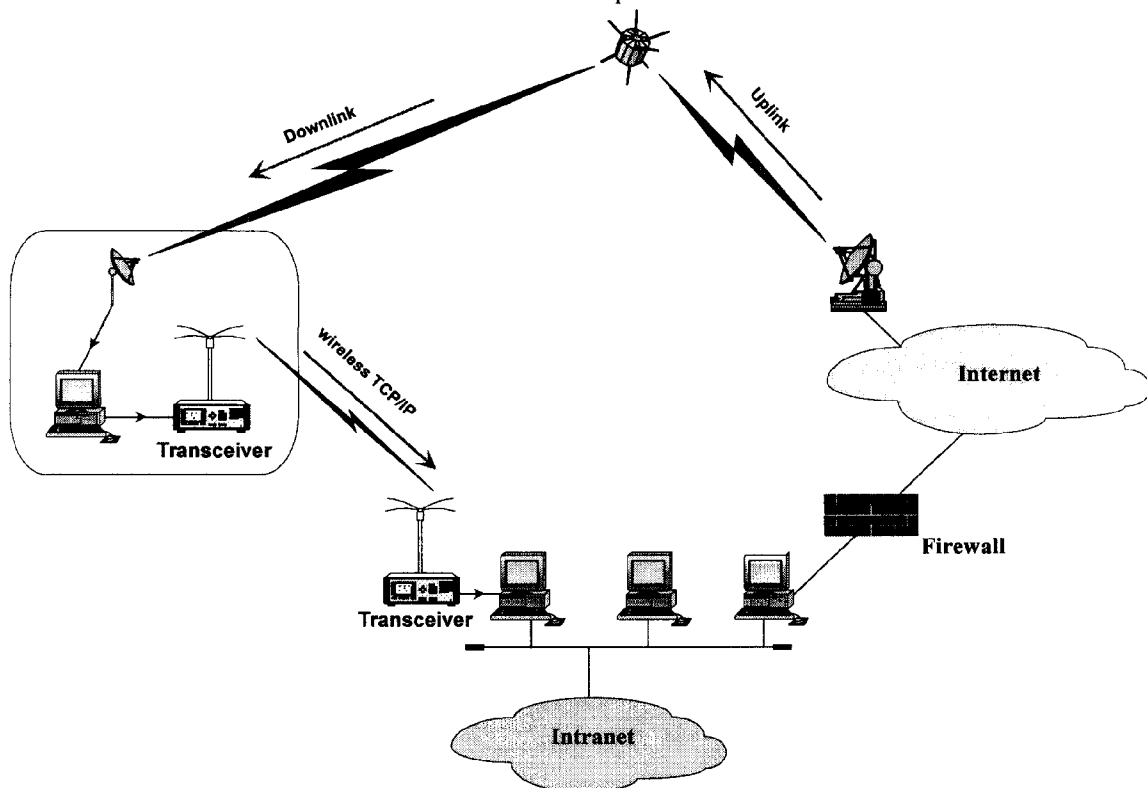 Downlink
Uplink
wireless TCP/IP
Internet
Transceiver
Firewall
Transceiver
Intranet